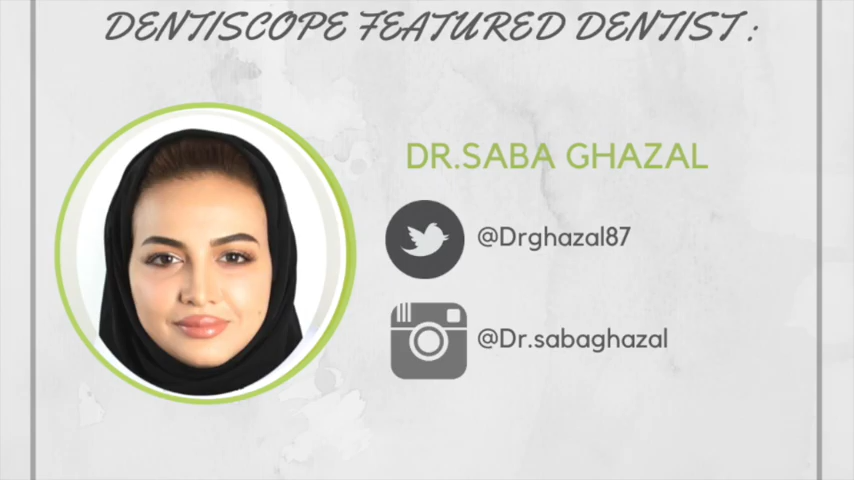 DENTISCOPE FEATURED DENTIST :
DR.SABA GHAZAL
@Drghazal87
@Dr.sabaghazal